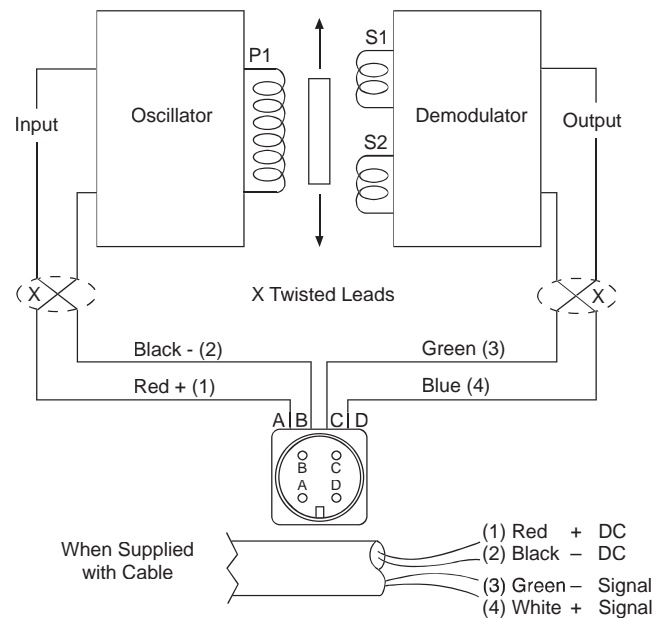 S1
P1
Input
Oscillator
Demodulator
Output
S2
X
X Twisted Leads
X
Black - (2)
Green (3)
Red + (1)
Blue (4)
A B C D
B C
A D
When Supplied
with Cable
(1) Red + DC
(2) Black – DC
(3) Green – Signal
(4) White + Signal